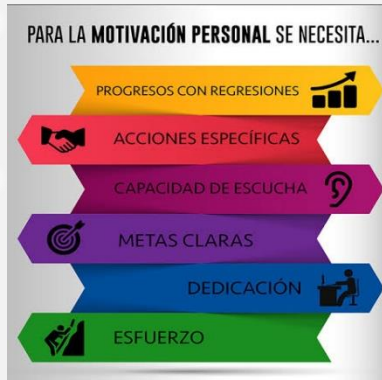 PARA LA MOTIVACIÓN PERSONAL SE NECESITA...
PROGRESOS CON REGRESIONES
ACCIONES ESPECÍFICAS
CAPACIDAD DE ESCUCHA
METAS CLARAS
DEDICACIÓN
ESFUERZO